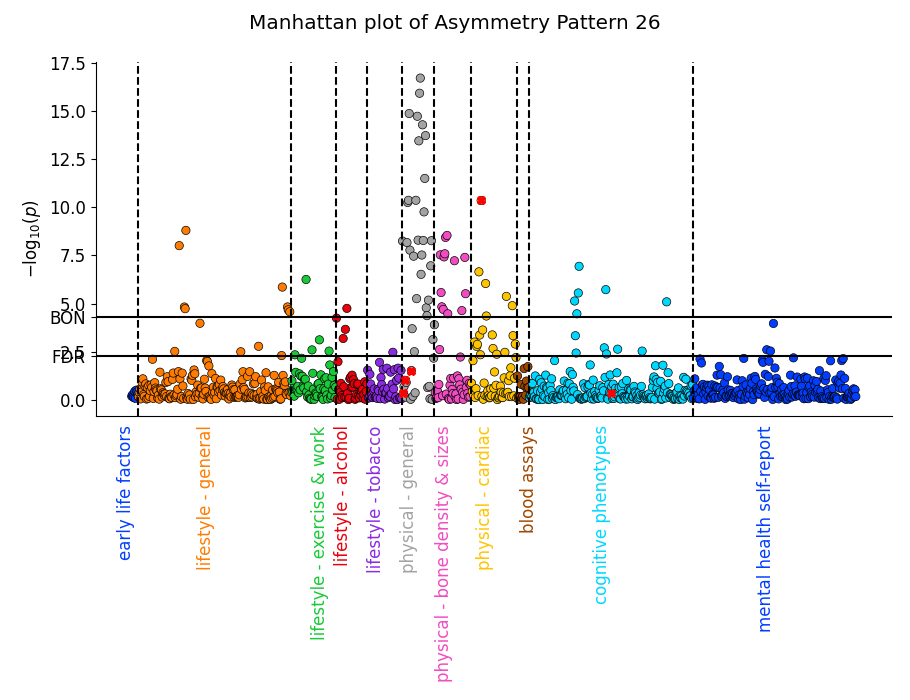 Manhattan plot of Asymmetry Pattern 26
17.5
15.0
12.5
10.0
7.5
5.0
BON
2.5
FDR
0.0
−log₁₀(p)
early life factors
lifestyle - general
lifestyle - exercise & work
lifestyle - alcohol
lifestyle - tobacco
physical - general
physical - bone density & sizes
physical - cardiac
blood assays
cognitive phenotypes
mental health self-report